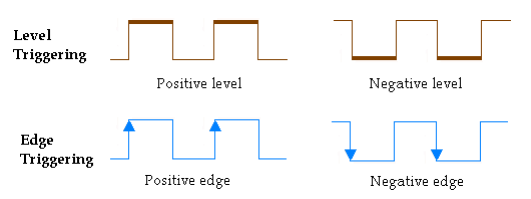 Level
Triggering
Positive level
Negative level
Edge
Triggering
Positive edge
Negative edge